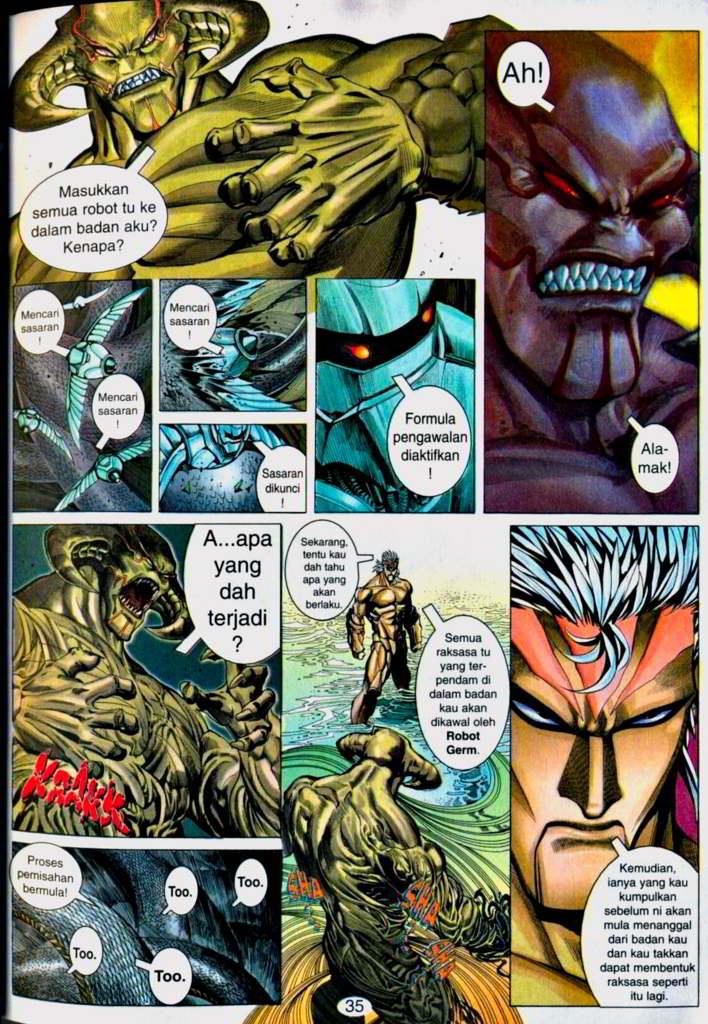 Masukkan
semua robot tu ke
dalam badan aku?
Kenapa?
Ah!
Ala-
mak!
Mencari
sasaran
!
Mencari
sasaran
!
Mencari
sasaran
!
Sasaran
dikunci
!
Formula
pengawalan
diaktifkan
!
A...apa
yang
dah
terjadi
?
KRAKK
Sekarang,
tentu kau
dah tahu
apa yang
akan
berlaku.
Semua
raksasa tu
yang ter-
pendam di
dalam badan
kau akan
dikawal oleh
Robot
Germ.
Kemudian,
ianya yang kau
kumpulkan
sebelum ni akan
mula menanggal
dari badan kau
dan kau takkan
dapat membentuk
raksasa seperti
itu lagi.
Proses
pemisahan
bermula!
Too.
Too.
Too.
Too.
35